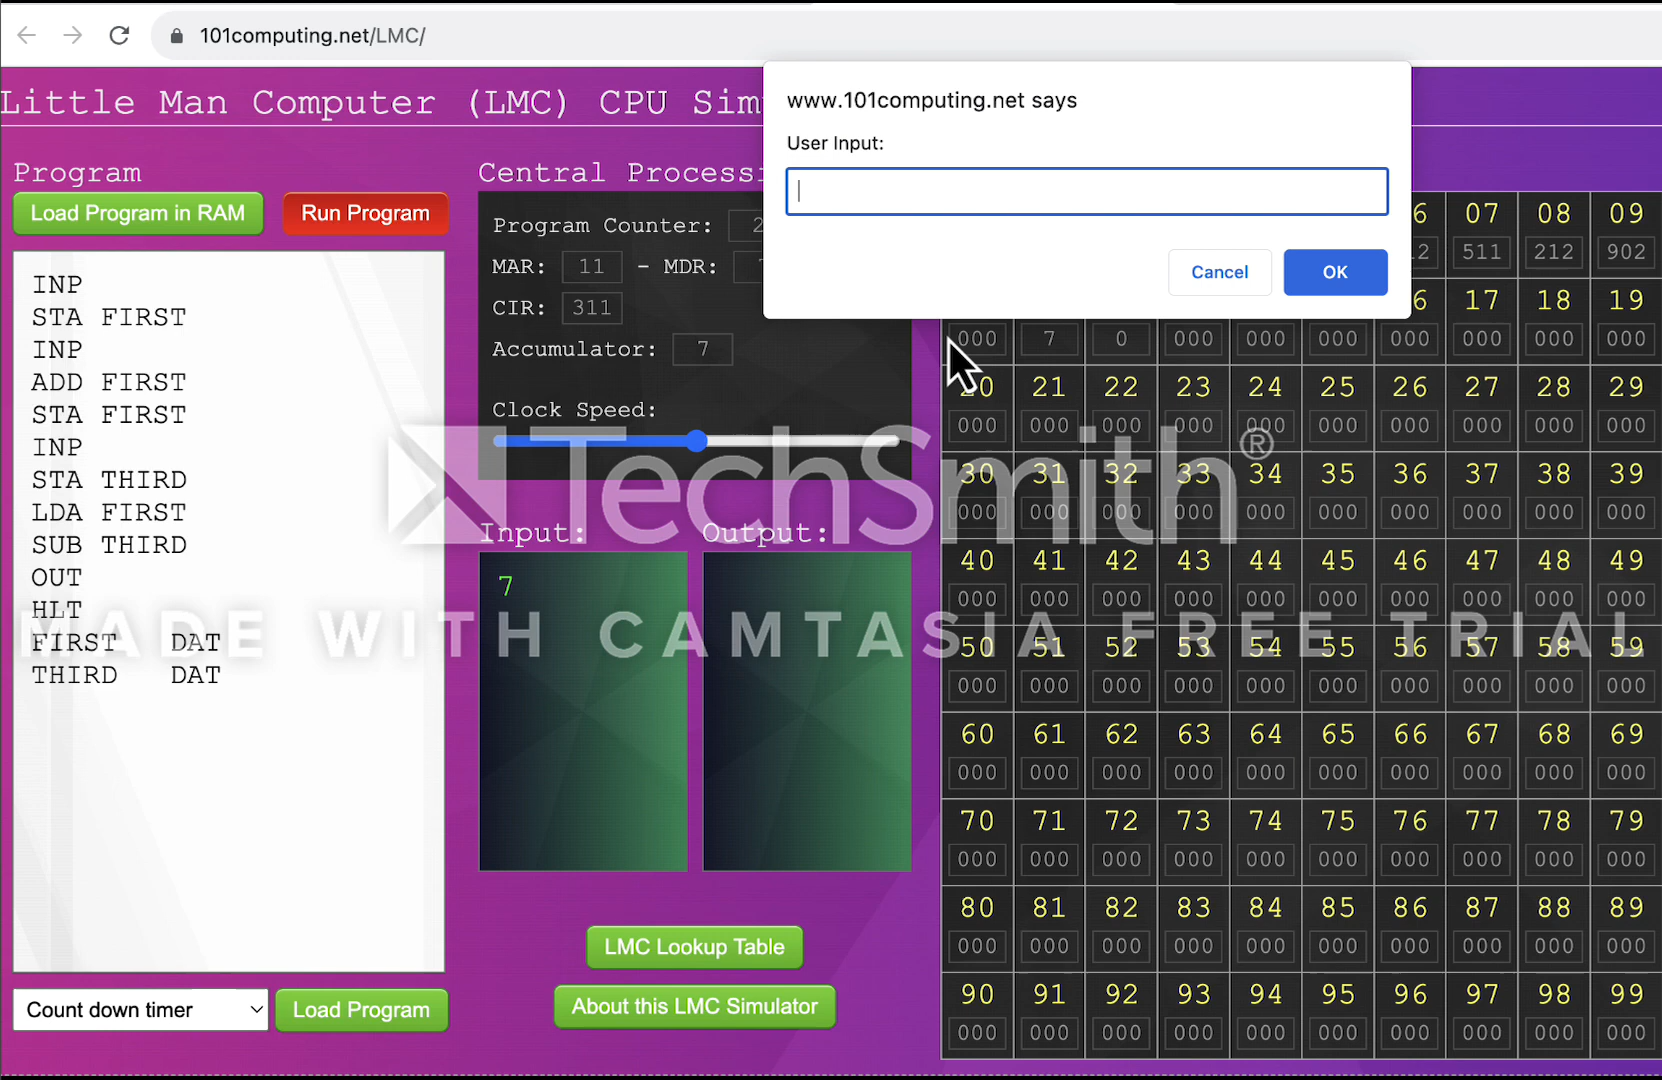 101computing.net/LMC/
Little Man Computer (LMC) CPU Sim
www.101computing.net says
User Input:
Cancel
OK
Program
Load Program in RAM
Run Program
INP
STA FIRST
INP
ADD FIRST
STA FIRST
INP
STA THIRD
LDA FIRST
SUB THIRD
OUT
HLT
FIRST DAT
THIRD DAT
Count down timer
Load Program
Central Process
Program Counter: 2
MAR: 11 - MDR:
CIR: 311
Accumulator: 7
Clock Speed:
Input:
7
Output:
LMC Lookup Table
About this LMC Simulator
6 07 08 09
12 511 212 902
6 17 18 19
000 7 0 000 000 000 000 000 000 000
20 21 22 23 24 25 26 27 28 29
000 000 000 000 000 000 000 000 000 000
30 31 32 33 34 35 36 37 38 39
000 000 000 000 000 000 000 000 000 000
40 41 42 43 44 45 46 47 48 49
000 000 000 000 000 000 000 000 000 000
50 51 52 53 54 55 56 57 58 59
000 000 000 000 000 000 000 000 000 000
60 61 62 63 64 65 66 67 68 69
000 000 000 000 000 000 000 000 000 000
70 71 72 73 74 75 76 77 78 79
000 000 000 000 000 000 000 000 000 000
80 81 82 83 84 85 86 87 88 89
000 000 000 000 000 000 000 000 000 000
90 91 92 93 94 95 96 97 98 99
000 000 000 000 000 000 000 000 000 000
TechSmith®
MADE WITH CAMTASIA FREE TRIAL